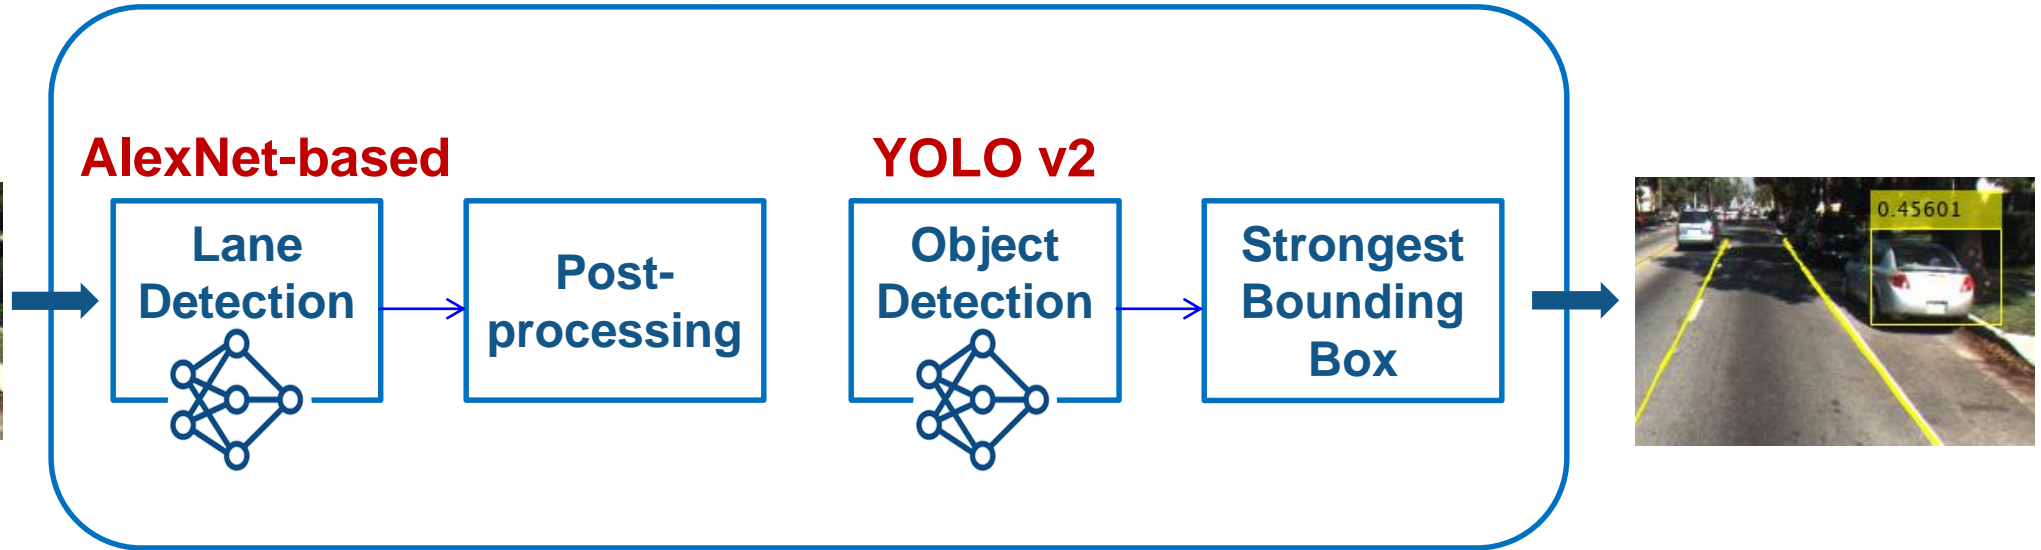 AlexNet-based
YOLO v2
Lane
Detection
Post-
processing
Object
Detection
Strongest
Bounding
Box
0.45601